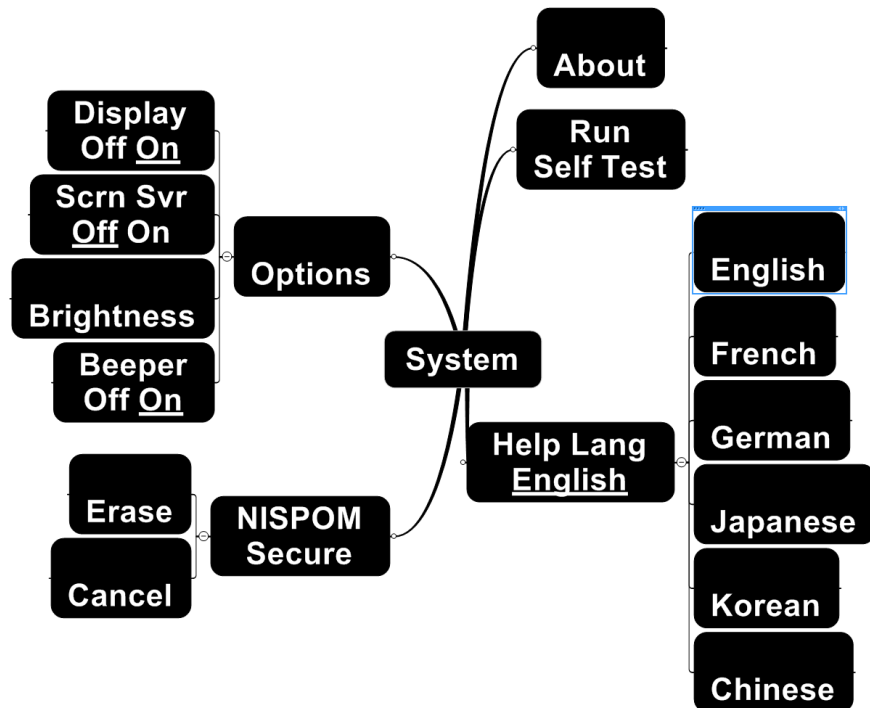 About
Run
Self Test
Display
Off On
Scrn Svr
Off On
Options
Brightness
Beeper
Off On
System
English
French
German
Help Lang
English
Japanese
Korean
Chinese
NISPOM
Secure
Erase
Cancel